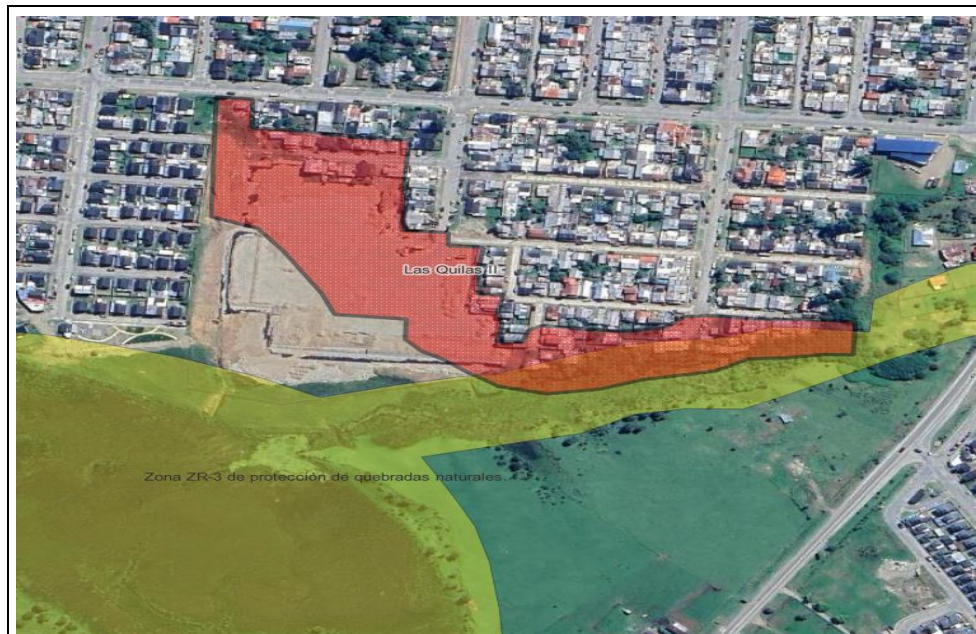 Las Quilas II
Zona ZR-3 de protección de quebradas naturales.